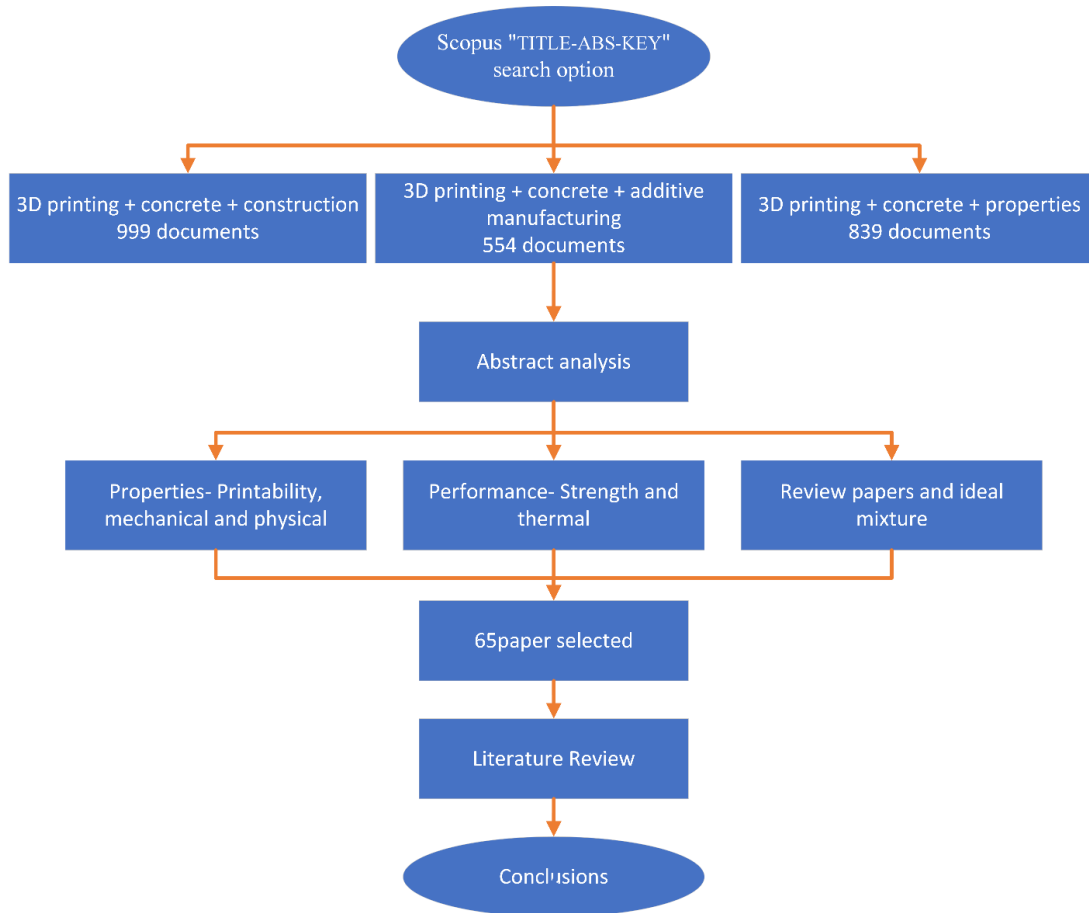 Scopus "TITLE-ABS-KEY"
search option
3D printing + concrete + construction
999 documents
3D printing + concrete + additive
manufacturing
554 documents
3D printing + concrete + properties
839 documents
Abstract analysis
Properties- Printability,
mechanical and physical
Performance- Strength and
thermal
Review papers and ideal
mixture
65paper selected
Literature Review
Conclusions